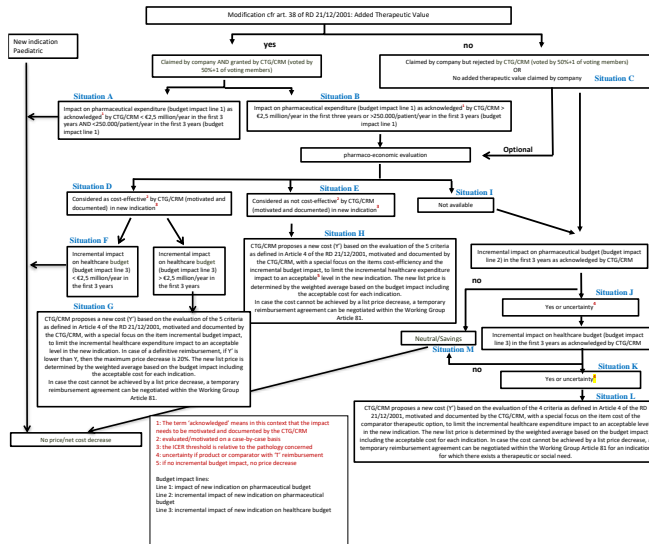 Modification cfr art. 38 of RD 21/12/2001: Added Therapeutic Value
New indication
Paediatric
yes
no
Claimed by company AND granted by CTG/CRM (voted by
50%+1 of voting members)
Claimed by company but rejected by CTG/CRM (voted by 50%+1 of voting members)
OR
No added therapeutic value claimed by company
Situation C
Situation A
Impact on pharmaceutical expenditure (budget impact line 1) as
acknowledged1 by CTG/CRM < €2,5 million/year in the first 3
years AND <250.000/patient/year in the first 3 years (budget
impact line 1)
Situation B
Impact on pharmaceutical expenditure (budget impact line 1) as acknowledged1 by CTG/CRM >
€2,5 million/year in the first three years or >250.000/patient/year in the first 3 years (budget
impact line 1)
Optional
pharmaco-economic evaluation
Situation D
Considered as cost-effective2 by CTG/CRM (motivated and
documented) in new indication3
Situation E
Considered as not cost-effective2 by CTG/CRM
(motivated and documented) in new indication3
Situation I
Not available
Situation F
Incremental impact
on healthcare budget
(budget impact line 3)
< €2,5 million/year in
the first 3 years
Incremental impact
on healthcare budget
(budget impact line 3)
> €2,5 million/year in
the first 3 years
Situation H
CTG/CRM proposes a new cost (Y') based on the evaluation of the 5 criteria
as defined in Article 4 of the RD 21/12/2001, motivated and documented by
the CTG/CRM, with a special focus on the items cost-efficiency and the
incremental budget impact, to limit the incremental healthcare expenditure
impact to an acceptable5 level in the new indication. The new list price is
determined by the weighted average based on the budget impact including
the acceptable cost for each indication.
In case the cost cannot be achieved by a list price decrease, a temporary
reimbursement agreement can be negotiated within the Working Group
Article 81.
Incremental impact on pharmaceutical budget (budget impact
line 2) in the first 3 years as acknowledged by CTG/CRM
no
Situation J
Yes or uncertainty4
Situation G
CTG/CRM proposes a new cost (Y') based on the evaluation of the 5 criteria
as defined in Article 4 of the RD 21/12/2001, motivated and documented by
the CTG/CRM, with a special focus on the item incremental budget impact,
to limit the incremental healthcare expenditure impact to an acceptable
level in the new indication. In case of a definitive reimbursement, if Y' is
lower than Y, then the maximum price decrease is 20%. The new list price is
determined by the weighted average based on the budget impact including
the acceptable cost for each indication.
In case the cost cannot be achieved by a list price decrease, a temporary
reimbursement agreement can be negotiated within the Working Group
Article 81.
Neutral/Savings
Situation M
Incremental impact on healthcare budget (budget impact
line 3) in the first 3 years as acknowledged by CTG/CRM
Situation K
no
Yes or uncertainty4
Situation L
CTG/CRM proposes a new cost (Y') based on the evaluation of the 4 criteria as defined in Article 4 of the RD
21/12/2001, motivated and documented by the CTG/CRM, with a special focus on the item cost of the
comparator therapeutic option, to limit the incremental healthcare expenditure impact to an acceptable level
in the new indication. The new list price is determined by the weighted average based on the budget impact
including the acceptable cost for each indication. In case the cost cannot be achieved by a list price decrease, a
temporary reimbursement agreement can be negotiated within the Working Group Article 81 for an indication
for which there exists a therapeutic or social need.
No price/net cost decrease
1: The term 'acknowledged' means in this context that the impact
needs to be motivated and documented by the CTG/CRM
2: evaluated/motivated on a case-by-case basis
3: the ICER threshold is relative to the pathology concerned
4: uncertainty if product or comparator with "T" reimbursement
5: if no incremental budget impact, no price decrease
Budget impact lines:
Line 1: impact of new indication on pharmaceutical budget
Line 2: incremental impact of new indication on pharmaceutical
budget
Line 3: incremental impact of new indication on healthcare budget